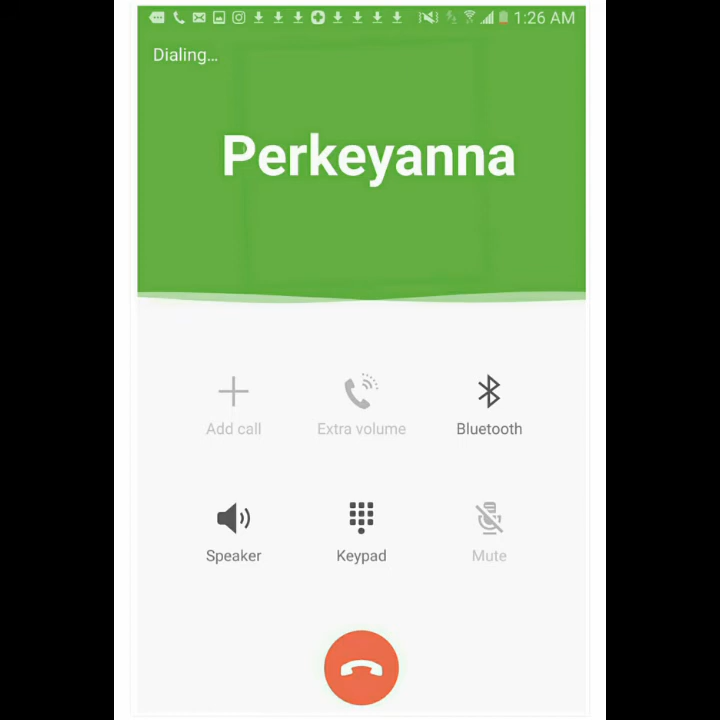 1:26 AM
Dialing...
Perkeyanna
Add call Extra volume Bluetooth
Speaker Keypad Mute